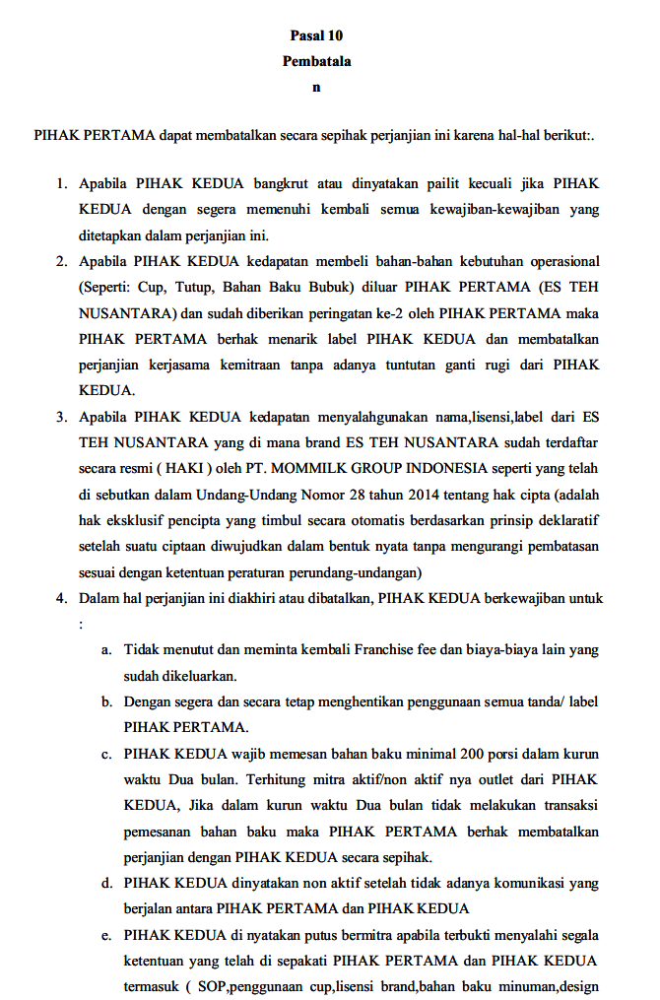 Pasal 10
Pembatala
n
PIHAK PERTAMA dapat membatalkan secara sepihak perjanjian ini karena hal-hal berikut:.
1. Apabila PIHAK KEDUA bangkrut atau dinyatakan pailit kecuali jika PIHAK
KEDUA dengan segera memenuhi kembali semua kewajiban-kewajiban yang
ditetapkan dalam perjanjian ini.
2. Apabila PIHAK KEDUA kedapatan membeli bahan-bahan kebutuhan operasional
(Seperti: Cup, Tutup, Bahan Baku Bubuk) diluar PIHAK PERTAMA (ES TEH
NUSANTARA) dan sudah diberikan peringatan ke-2 oleh PIHAK PERTAMA maka
PIHAK PERTAMA berhak menarik label PIHAK KEDUA dan membatalkan
perjanjian kerjasama kemitraan tanpa adanya tuntutan ganti rugi dari PIHAK
KEDUA.
3. Apabila PIHAK KEDUA kedapatan menyalahgunakan nama,lisensi,label dari ES
TEH NUSANTARA yang di mana brand ES TEH NUSANTARA sudah terdaftar
secara resmi ( HAKI ) oleh PT. MOMMILK GROUP INDONESIA seperti yang telah
di sebutkan dalam Undang-Undang Nomor 28 tahun 2014 tentang hak cipta (adalah
hak eksklusif pencipta yang timbul secara otomatis berdasarkan prinsip deklaratif
setelah suatu ciptaan diwujudkan dalam bentuk nyata tanpa mengurangi pembatasan
sesuai dengan ketentuan peraturan perundang-undangan)
4. Dalam hal perjanjian ini diakhiri atau dibatalkan, PIHAK KEDUA berkewajiban untuk
:
a. Tidak menutut dan meminta kembali Franchise fee dan biaya-biaya lain yang
sudah dikeluarkan.
b. Dengan segera dan secara tetap menghentikan penggunaan semua tanda/ label
PIHAK PERTAMA.
c. PIHAK KEDUA wajib memesan bahan baku minimal 200 porsi dalam kurun
waktu Dua bulan. Terhitung mitra aktif/non aktif nya outlet dari PIHAK
KEDUA, Jika dalam kurun waktu Dua bulan tidak melakukan transaksi
pemesanan bahan baku maka PIHAK PERTAMA berhak membatalkan
perjanjian dengan PIHAK KEDUA secara sepihak.
d. PIHAK KEDUA dinyatakan non aktif setelah tidak adanya komunikasi yang
berjalan antara PIHAK PERTAMA dan PIHAK KEDUA
e. PIHAK KEDUA di nyatakan putus bermitra apabila terbukti menyalahi segala
ketentuan yang telah di sepakati PIHAK PERTAMA dan PIHAK KEDUA
termasuk ( SOP,penggunaan cup,lisensi brand,bahan baku minuman,design